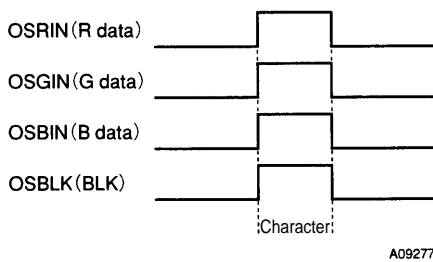 OSRIN(R data)
OSGIN(G data)
OSBIN(B data)
OSBLK(BLK)
Character
A09277